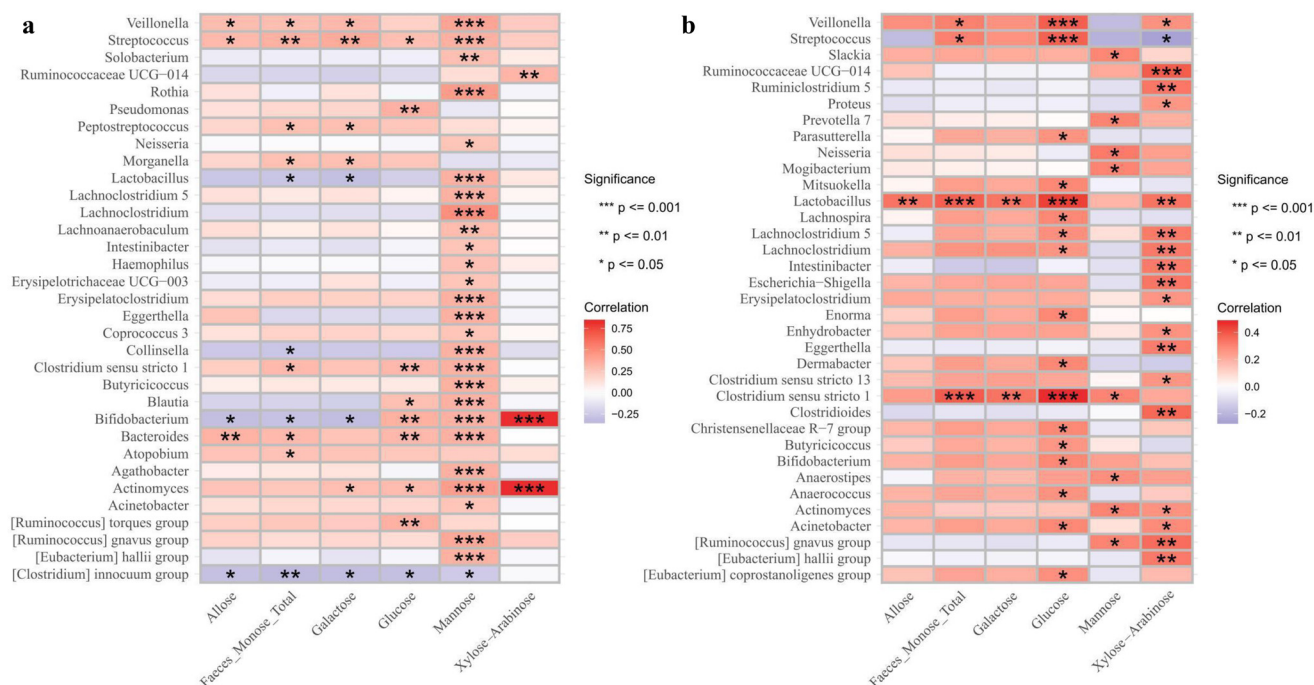 a
Veillonella * * * ***
Streptococcus * ** ** * ***
Solobacterium **
Ruminococcaceae UCG-014 **
Rothia ***
Pseudomonas **
Peptostreptococcus * *
Neisseria *
Morganella * *
Lactobacillus * * ***
Lachnoclostridium 5 ***
Lachnoclostridium ***
Lachnoanaerobaculum **
Intestinibacter *
Haemophilus *
Erysipelotrichaceae UCG-003 *
Erysipelatoclostridium ***
Eggerthella ***
Coprococcus 3 *
Collinsella * ***
Clostridium sensu stricto 1 * ** ***
Butyricicoccus ***
Blautia * ***
Bifidobacterium * * * ** *** ***
Bacteroides ** * ** ***
Atopobium *
Agathobacter ***
Actinomyces * * *** ***
Acinetobacter *
[Ruminococcus] torques group **
[Ruminococcus] gnavus group ***
[Eubacterium] hallii group ***
[Clostridium] innocuum group * ** * * *
Allose
Faeces_Monose_Total
Galactose
Glucose
Mannose
Xylose-Arabinose
Significance
*** p <= 0.001
** p <= 0.01
* p <= 0.05
Correlation
0.75
0.50
0.25
0.00
−0.25
b
Veillonella * *** *
Streptococcus * *** *
Slackia *
Ruminococcaceae UCG-014 ***
Ruminiclostridium 5 **
Proteus *
Prevotella 7 *
Parasutterella *
Neisseria *
Mogibacterium *
Mitsuokella *
Lactobacillus ** *** ** *** **
Lachnospira *
Lachnoclostridium 5 * **
Lachnoclostridium * **
Intestinibacter **
Escherichia-Shigella **
Erysipelatoclostridium *
Enorma *
Enhydrobacter *
Eggerthella **
Dermabacter *
Clostridium sensu stricto 13 *
Clostridium sensu stricto 1 *** ** *** *
Clostridioides **
Christensenellaceae R-7 group *
Butyricicoccus *
Bifidobacterium *
Anaerostipes *
Anaerococcus *
Actinomyces * *
Acinetobacter * *
[Ruminococcus] gnavus group * **
[Eubacterium] hallii group **
[Eubacterium] coprostanoligenes group *
Allose
Faeces_Monose_Total
Galactose
Glucose
Mannose
Xylose-Arabinose
Significance
*** p <= 0.001
** p <= 0.01
* p <= 0.05
Correlation
0.4
0.2
0.0
−0.2